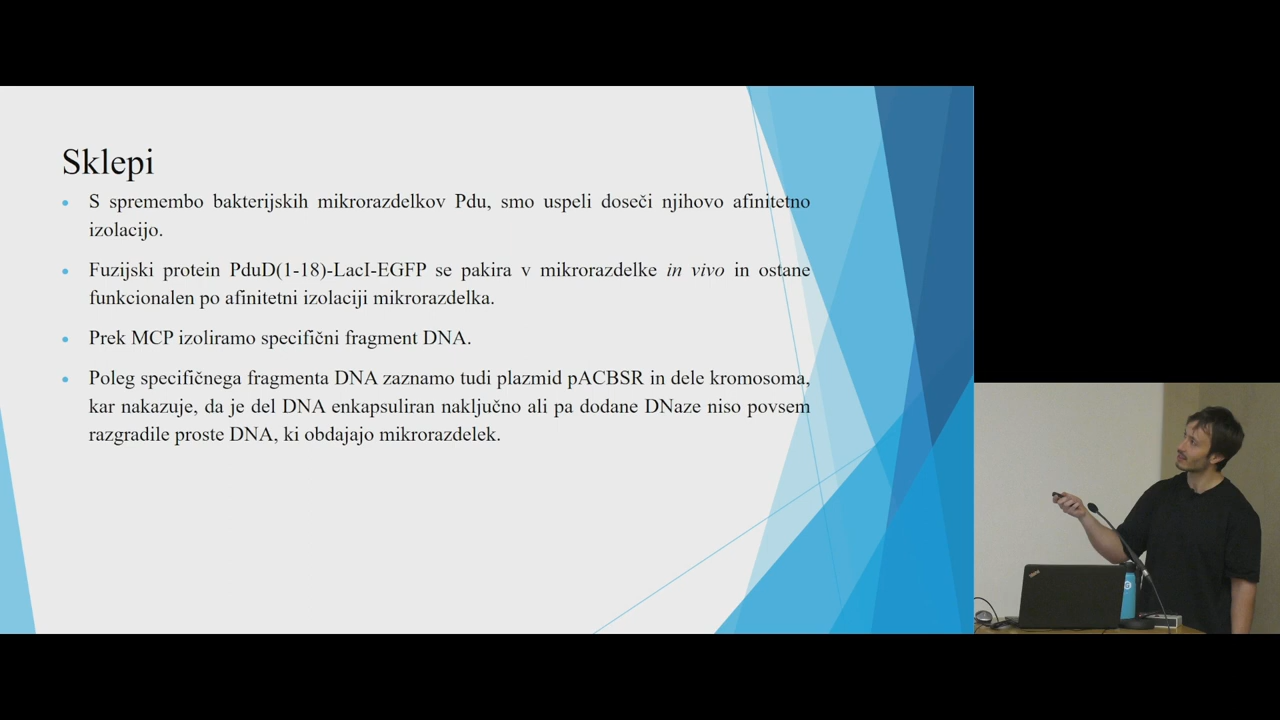 Sklepi
S spremembo bakterijskih mikrorazdelkov Pdu, smo uspeli doseči njihovo afinitetno
izolacijo.
Fuzijski protein PduD(1-18)-LacI-EGFP se pakira v mikrorazdelke in vivo in ostane
funkcionalen po afinitetni izolaciji mikrorazdelka.
Prek MCP izoliramo specifični fragment DNA.
Poleg specifičnega fragmenta DNA zaznamo tudi plazmid pACBSR in dele kromosoma,
kar nakazuje, da je del DNA enkapsuliran naključno ali pa dodane DNaze niso povsem
razgradile proste DNA, ki obdajajo mikrorazdelek.